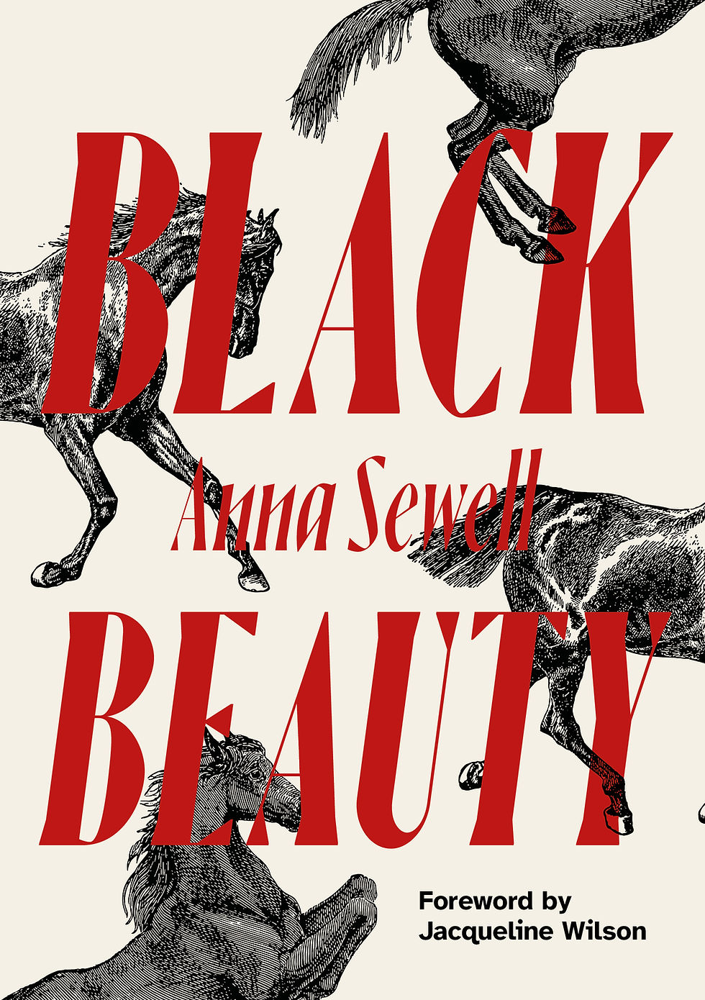 BLACK
Anna Sewell
BEAUTY
Foreword by
Jacqueline Wilson